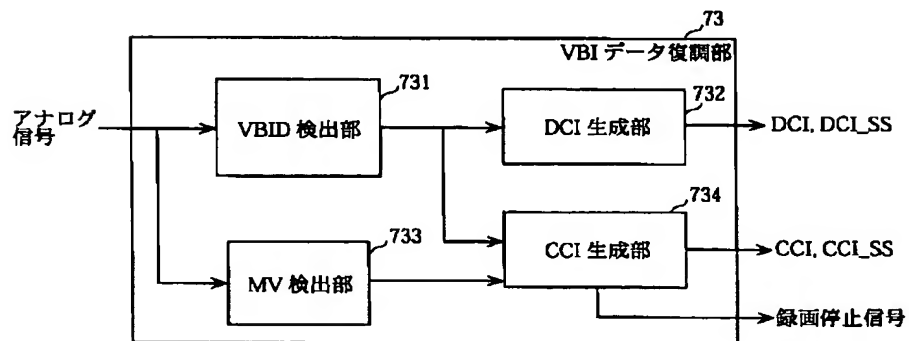 73
VBI データ復調部
731
732
アナログ
信号
VBID 検出部
DCI 生成部
DCI, DCI_SS
733
734
MV 検出部
CCI 生成部
CCI, CCI_SS
録画停止信号